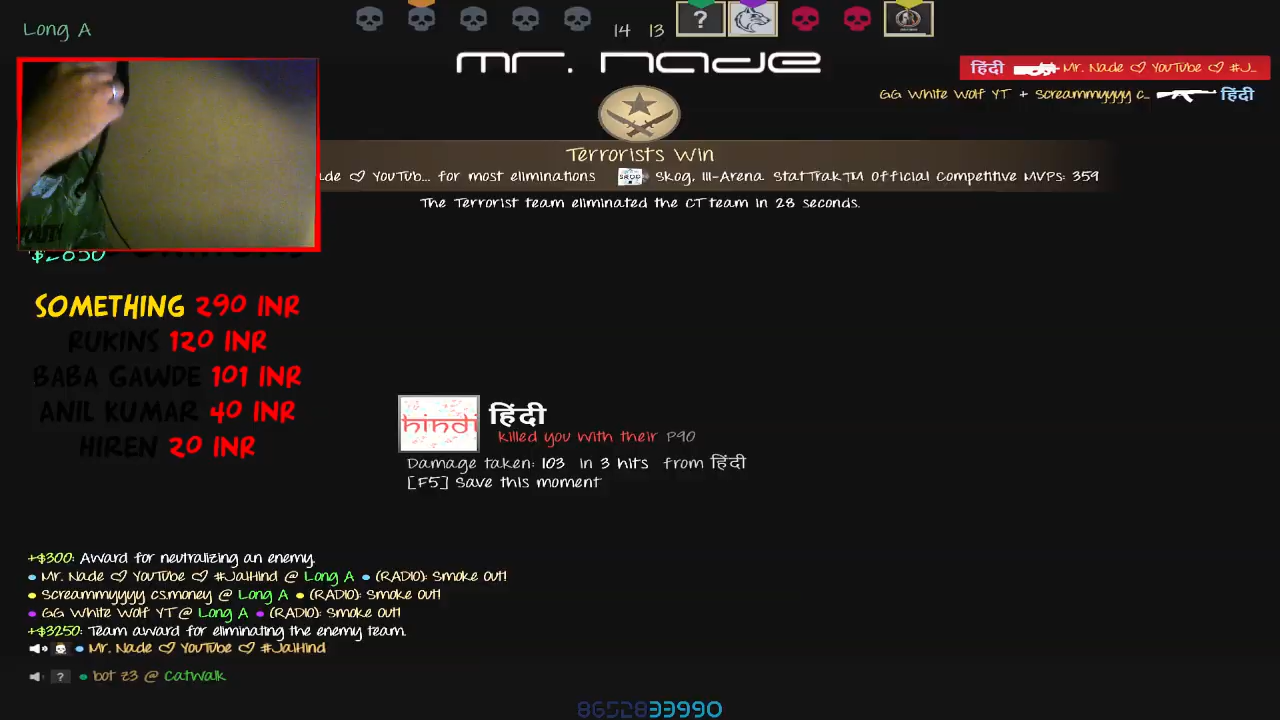 Long A
14 13
?
mr. nade
हिंदी Mr. Nade ♡ YouTube ♡ #J...
GG White Wolf YT + Screammyyyy c... हिंदी
Terrorists Win
ade ♡ YouTub... for most eliminations Skog, III-Arena StatTrak™ Official Competitive MVPs: 359
The Terrorist team eliminated the CT team in 28 seconds.
$2850
SOMETHING 290 INR
RUKINS 120 INR
BABA GAWDE 101 INR
ANIL KUMAR 40 INR
HIREN 20 INR
hindi
हिंदी
killed you with their P90
Damage taken: 103 in 3 hits from हिंदी
[F5] Save this moment
+$300: Award for neutralizing an enemy.
• Mr. Nade ♡ YouTube ♡ #JaiHind @ Long A • (RADIO): Smoke Out!
• Screammyyyy cs.money @ Long A • (RADIO): Smoke Out!
• GG White Wolf YT @ Long A • (RADIO): Smoke Out!
+$3250: Team award for eliminating the enemy team.
• Mr. Nade ♡ YouTube ♡ #JaiHind
? • bot z3 @ Catwalk
8652833990